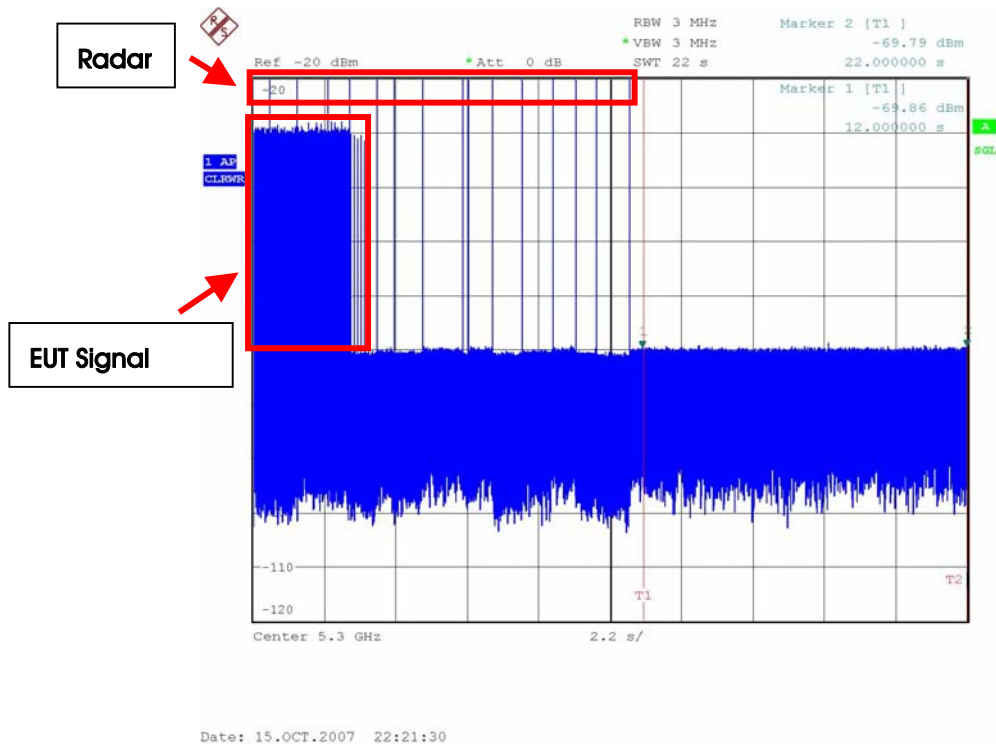 Radar
R S
RBW 3 MHz
Marker 2 [T1 ]
* VBW 3 MHz
-69.79 dBm
Ref -20 dBm
* Att 0 dB
SWT 22 s
22.000000 s
-20
Marker 1 [T1 ]
-69.86 dBm
12.000000 s
A
SGL
1 AP
CLRWR
EUT Signal
1
2
-110
-120
T1
T2
Center 5.3 GHz
2.2 s/
Date: 15.OCT.2007 22:21:30